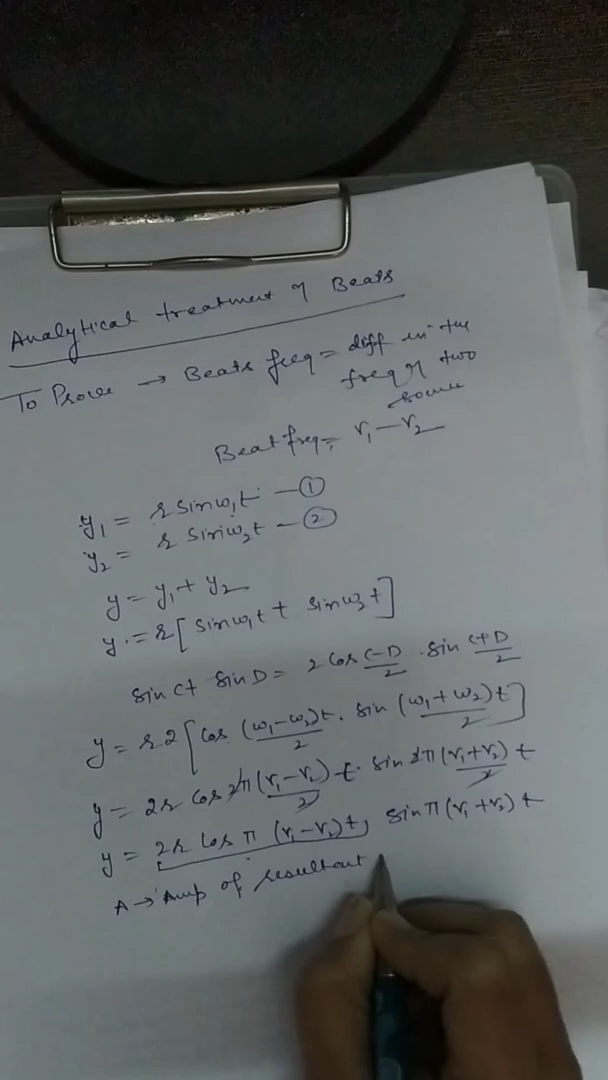 Analytical treatment of Beats
To Prove → Beats freq = diff in the
freq of two
source
Beat freq = ν₁ − ν₂
y₁ = r sin ω₁t − ①
y₂ = r sin ω₂t − ②
y = y₁ + y₂
y = r [ sin ω₁t + sin ω₂t ]
Sin C + Sin D = 2 Cos (C−D)/2 . Sin (C+D)/2
y = r 2 [ Cos (ω₁−ω₂)t/2 . Sin (ω₁+ω₂)t/2 ]
y = 2r Cos 2π (ν₁−ν₂)/2 t . Sin 2π (ν₁+ν₂)/2 t
y = 2r Cos π (ν₁−ν₂)t, Sin π (ν₁+ν₂) t
A → Amp of resultant